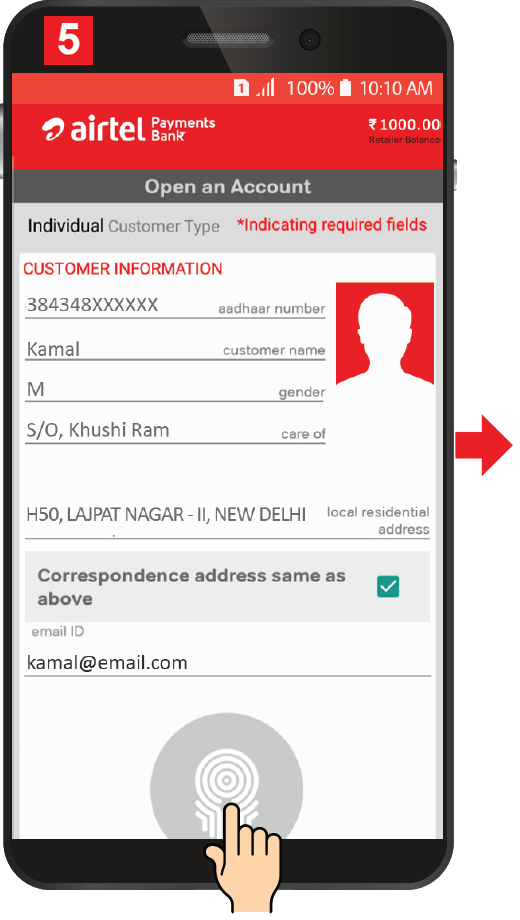 5
1 100% 10:10 AM
airtel Payments Bank
₹1000.00
Retailer Balance
Open an Account
Individual Customer Type *Indicating required fields
CUSTOMER INFORMATION
384348XXXXXX aadhaar number
Kamal customer name
M gender
S/O, Khushi Ram care of
H50, LAJPAT NAGAR - II, NEW DELHI local residential
address
Correspondence address same as
above
email ID
kamal@email.com